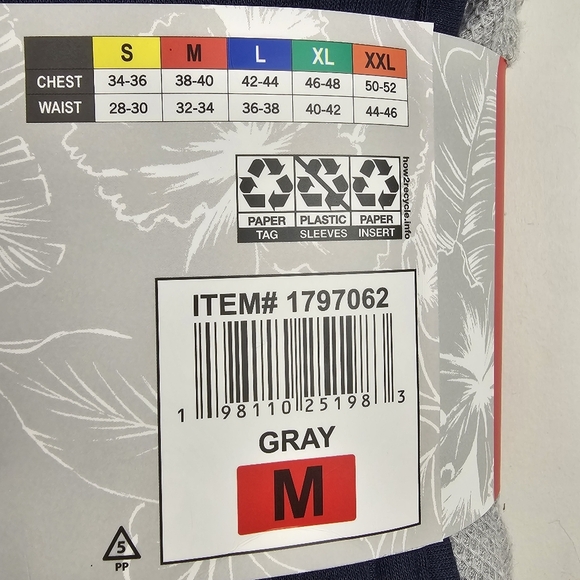 S M L XL XXL
CHEST 34-36 38-40 42-44 46-48 50-52
WAIST 28-30 32-34 36-38 40-42 44-46
PAPER PLASTIC PAPER
TAG SLEEVES INSERT
how2recycle.info
ITEM# 1797062
1 98110 25198 3
GRAY
M
5
PP